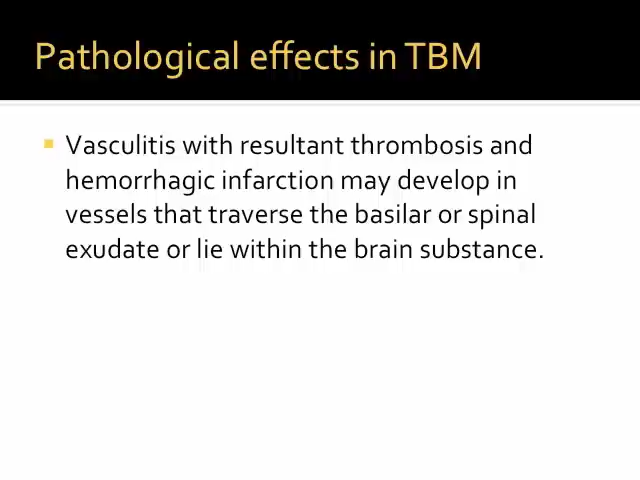 Pathological effects in TBM
Vasculitis with resultant thrombosis and
hemorrhagic infarction may develop in
vessels that traverse the basilar or spinal
exudate or lie within the brain substance.